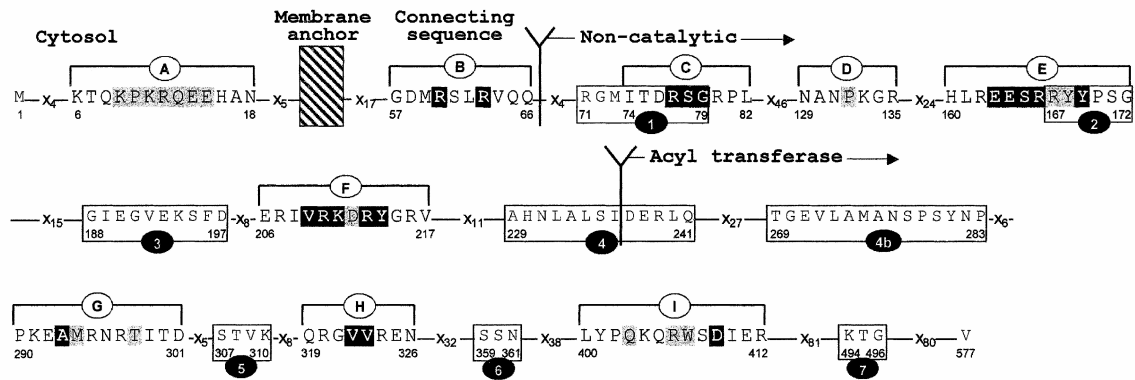 Cytosol Membrane anchor Connecting sequence Non-catalytic
A B C D E
M X4 KTQKPKRQEEHAN X5 X17 GDMRSLRVQQ X4 RGMITDRSGRPL X46 NANPKGR X24 HLREESRRYYPSG
1 6 18 57 66 71 74 79 82 129 135 160 167 172
1 2
Acyl transferase
F
X15 GIEGVEKSFD X8 ERIVRKDRYGRV X11 AHNLALSIDERLQ X27 TGEVLAMANSPSYNP X6
188 197 206 217 229 241 269 283
3 4 4b
G H I
PKEAMRNRTITD X5 STVK X8 QRGVVREN X32 SSN X38 LYPQKQRWSDIER X81 KTG X80 V
290 301 307 310 319 326 359 361 400 412 494 496 577
5 6 7